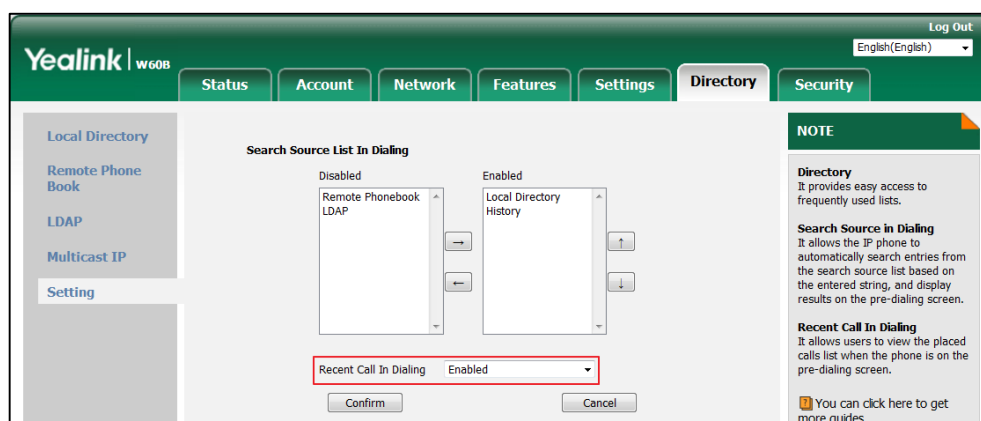 Log Out
Yealink | W60B
English(English)
Status Account Network Features Settings Directory Security
Local Directory
Remote Phone
Book
LDAP
Multicast IP
Setting
Search Source List In Dialing
Disabled Enabled
Remote Phonebook
LDAP
Local Directory
History
→
←
↑
↓
Recent Call In Dialing Enabled
Confirm Cancel
NOTE
Directory
It provides easy access to
frequently used lists.
Search Source in Dialing
It allows the IP phone to
automatically search entries from
the search source list based on
the entered string, and display
results on the pre-dialing screen.
Recent Call In Dialing
It allows users to view the placed
calls list when the phone is on the
pre-dialing screen.
You can click here to get
more guides